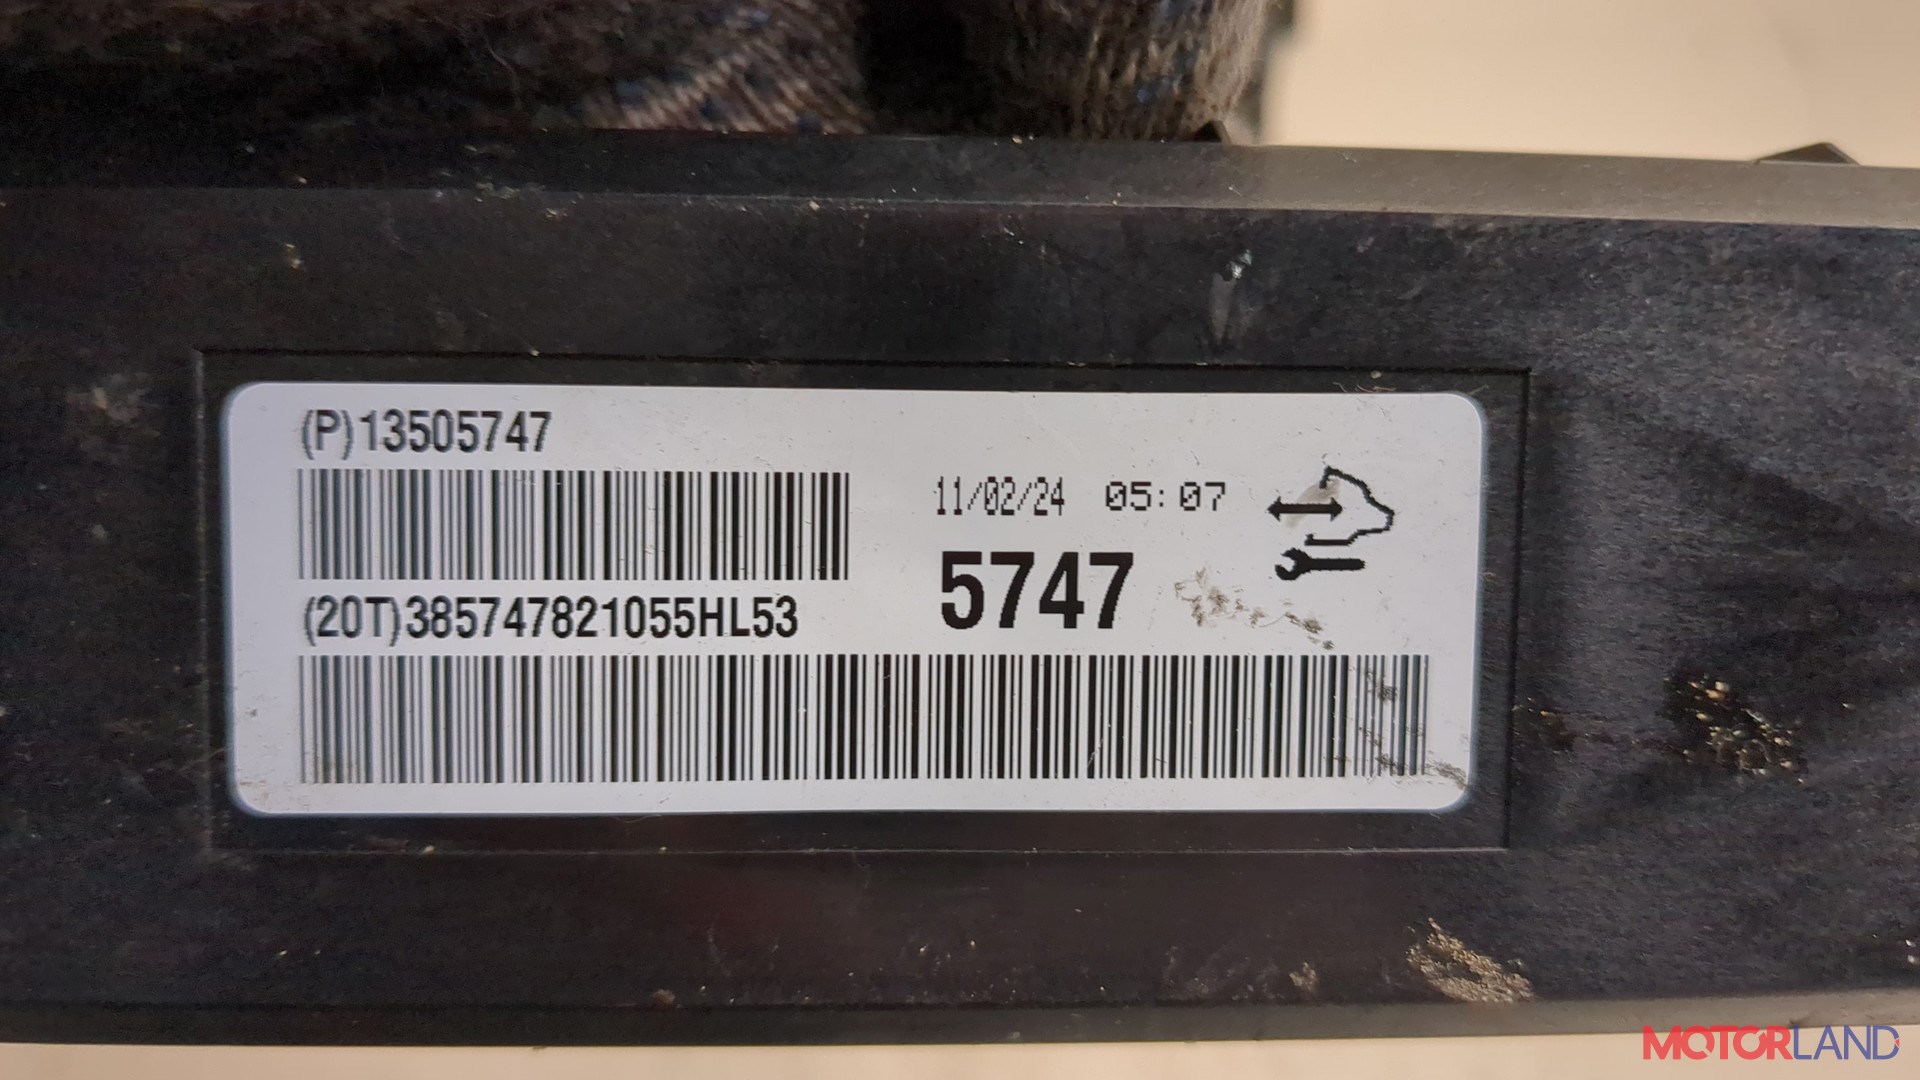 (P)13505747
11/02/24 05:07
5747
(20T)385747821055HL53
MOTORLAND